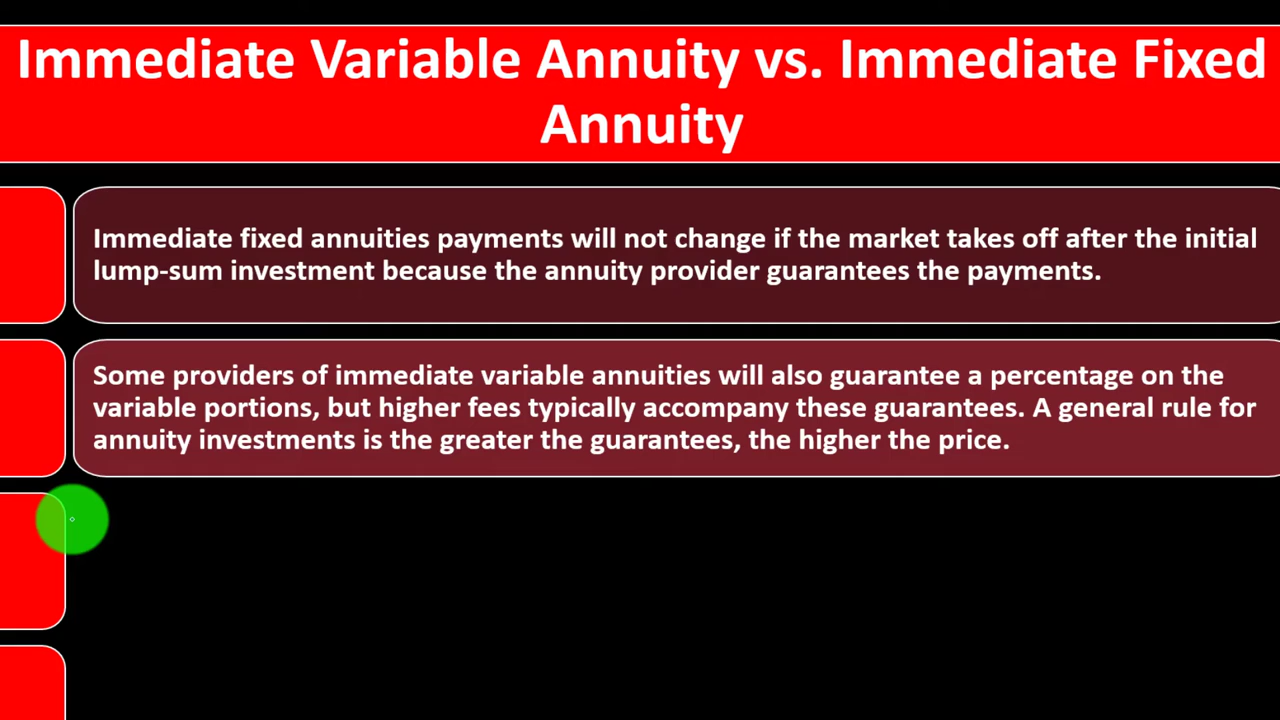 Immediate Variable Annuity vs. Immediate Fixed
Annuity
Immediate fixed annuities payments will not change if the market takes off after the initial
lump-sum investment because the annuity provider guarantees the payments.
Some providers of immediate variable annuities will also guarantee a percentage on the
variable portions, but higher fees typically accompany these guarantees. A general rule for
annuity investments is the greater the guarantees, the higher the price.